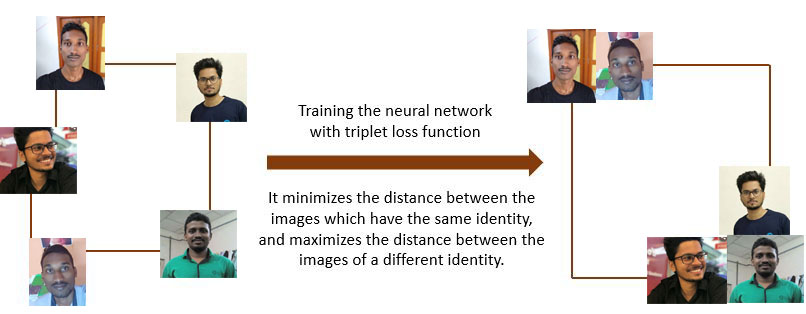 Training the neural network
with triplet loss function
It minimizes the distance between the
images which have the same identity,
and maximizes the distance between the
images of a different identity.